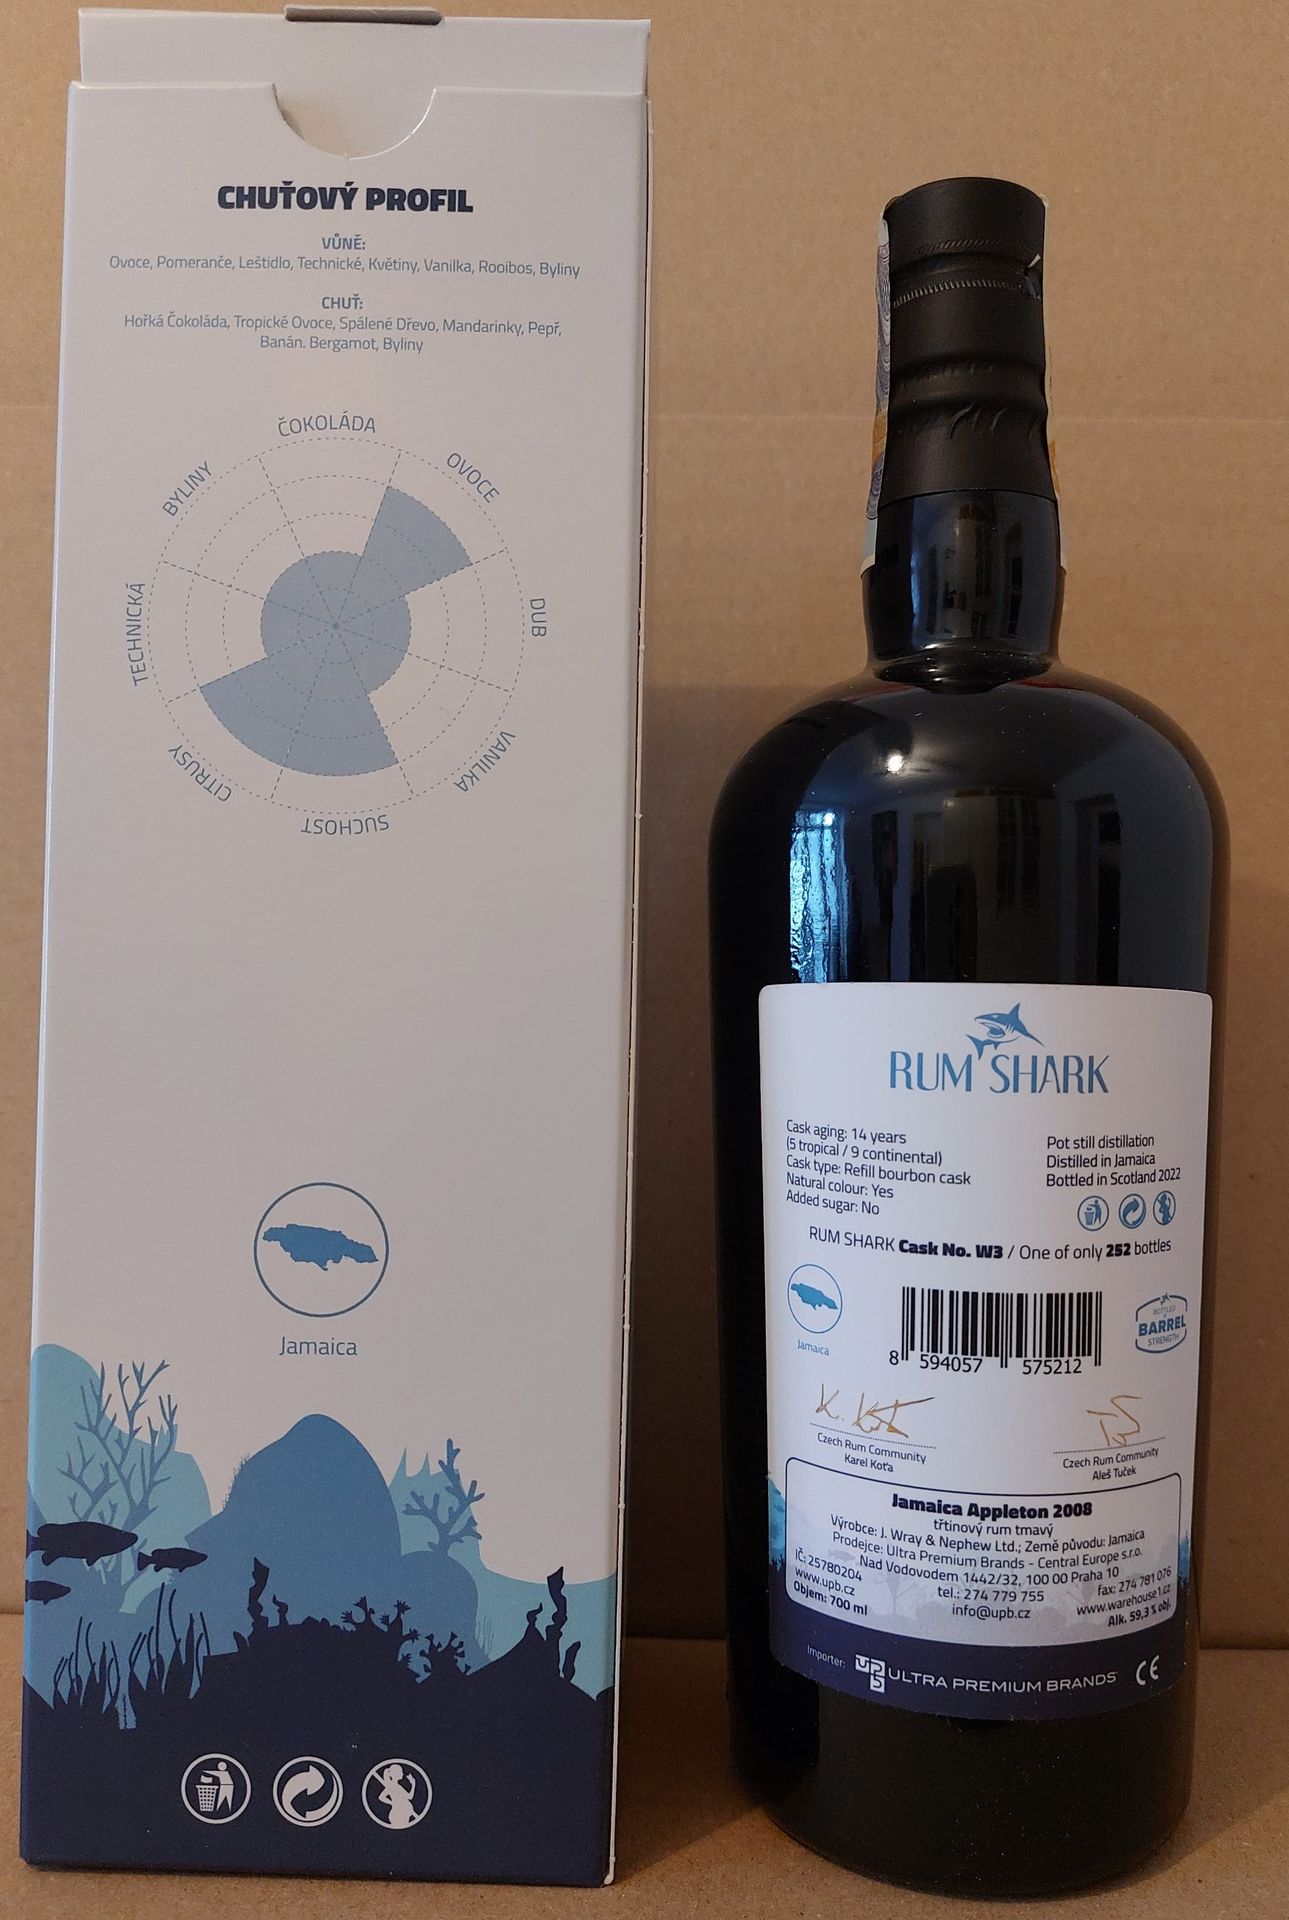 CHUŤOVÝ PROFIL
VŮNĚ:
Ovoce, Pomeranče, Leštidlo, Technické, Květiny, Vanilka, Rooibos, Byliny
CHUŤ:
Hořká Čokoláda, Tropické Ovoce, Spálené Dřevo, Mandarinky, Pepř,
Banán. Bergamot, Byliny
ČOKOLÁDA
OVOCE
DUB
VANILKA
SUCHOST
CITRUSY
TECHNICKÁ
BYLINY
Jamaica
RUM SHARK
Cask aging: 14 years
(5 tropical / 9 continental)
Cask type: Refill bourbon cask
Natural colour: Yes
Added sugar: No
Pot still distillation
Distilled in Jamaica
Bottled in Scotland 2022
RUM SHARK Cask No. W3 / One of only 252 bottles
Jamaica
8 594057 575212
BOTTLED
BARREL
STRENGTH
Czech Rum Community
Karel Koťa
Czech Rum Community
Aleš Tuček
Jamaica Appleton 2008
třtinový rum tmavý
Výrobce: J. Wray & Nephew Ltd.; Země původu: Jamaica
Prodejce: Ultra Premium Brands - Central Europe s.r.o.
Nad Vodovodem 1442/32, 100 00 Praha 10
IČ: 25780204 tel.: 274 779 755 fax: 274 781 076
www.upb.cz info@upb.cz www.warehouse1.cz
Objem: 700 ml Alk. 59,3 % obj.
Importer: upb ULTRA PREMIUM BRANDS CE